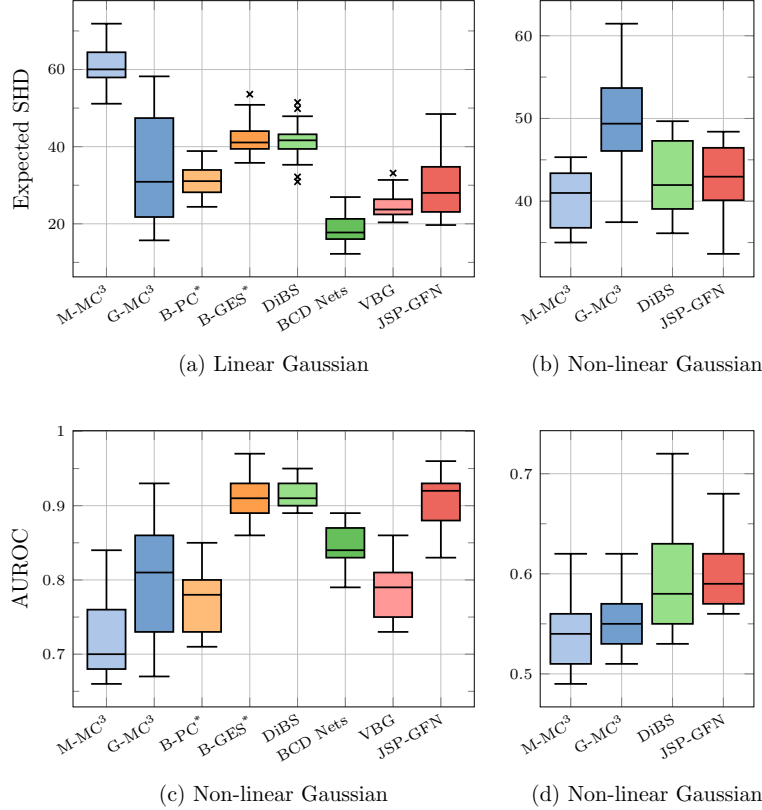 Expected SHD
60
40
20
M-MC³
G-MC³
B-PC*
B-GES*
DiBS
BCD Nets
VBG
JSP-GFN
(a) Linear Gaussian
60
50
40
M-MC³
G-MC³
DiBS
JSP-GFN
(b) Non-linear Gaussian
AUROC
1
0.9
0.8
0.7
M-MC³
G-MC³
B-PC*
B-GES*
DiBS
BCD Nets
VBG
JSP-GFN
(c) Non-linear Gaussian
0.7
0.6
0.5
M-MC³
G-MC³
DiBS
JSP-GFN
(d) Non-linear Gaussian